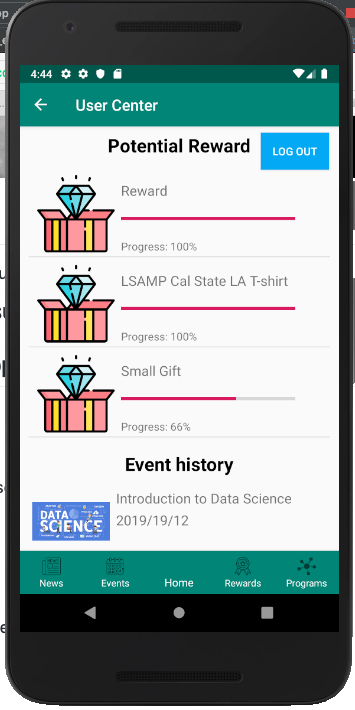 4:44
User Center
Potential Reward
LOG OUT
Reward
Progress: 100%
LSAMP Cal State LA T-shirt
Progress: 100%
Small Gift
Progress: 66%
Event history
DATA
SCIENCE
Introduction to Data Science
2019/19/12
News
Events
Home
Rewards
Programs